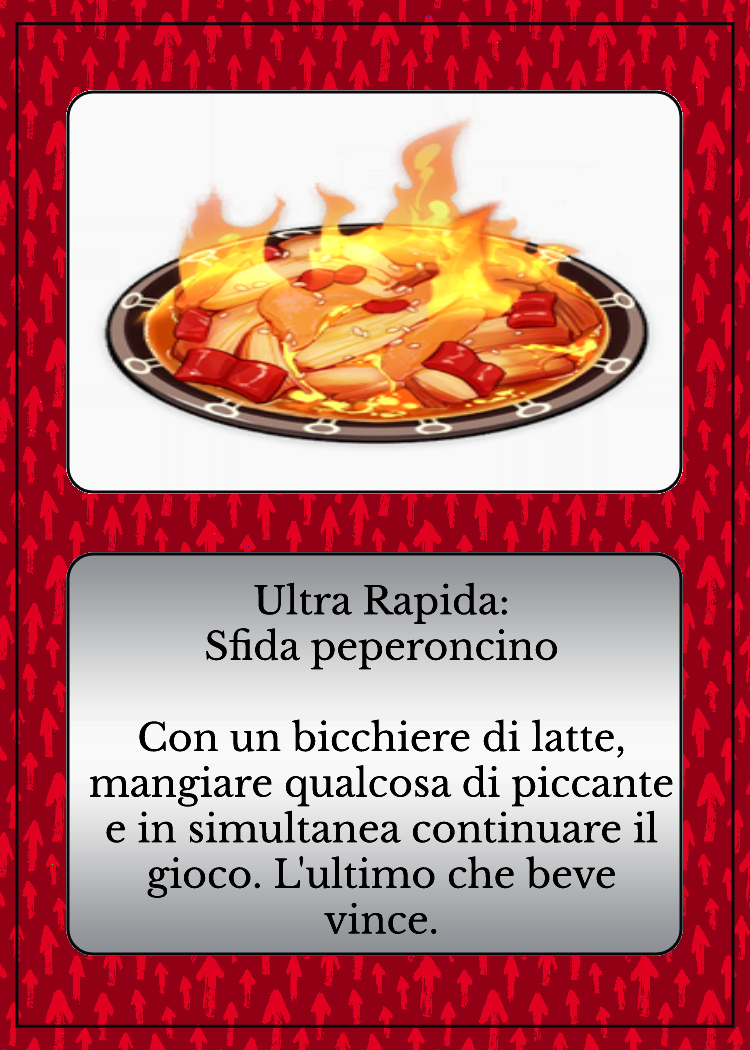 Ultra Rapida:
Sfida peperoncino
Con un bicchiere di latte,
mangiare qualcosa di piccante
e in simultanea continuare il
gioco. L'ultimo che beve
vince.